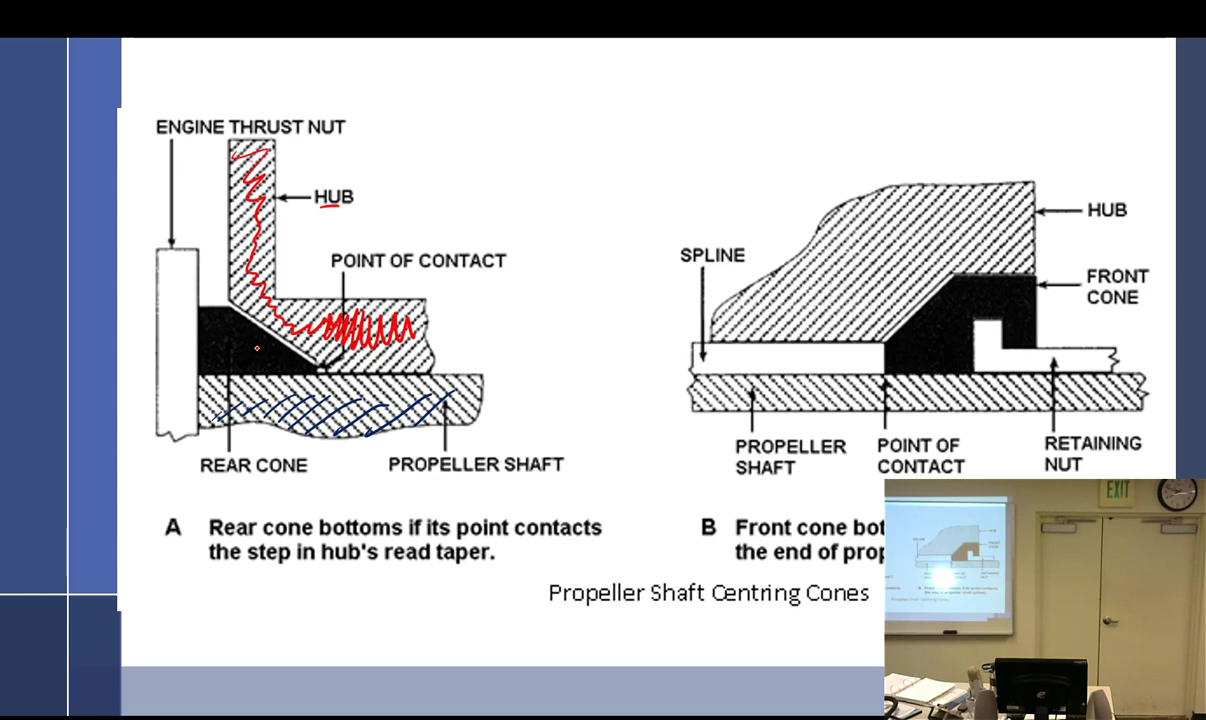 ENGINE THRUST NUT
HUB
POINT OF CONTACT
REAR CONE
PROPELLER SHAFT
A Rear cone bottoms if its point contacts
the step in hub's read taper.
SPLINE
HUB
FRONT
CONE
PROPELLER
SHAFT
POINT OF
CONTACT
RETAINING
NUT
B Front cone bot
the end of prop
Propeller Shaft Centring Cones
EXIT